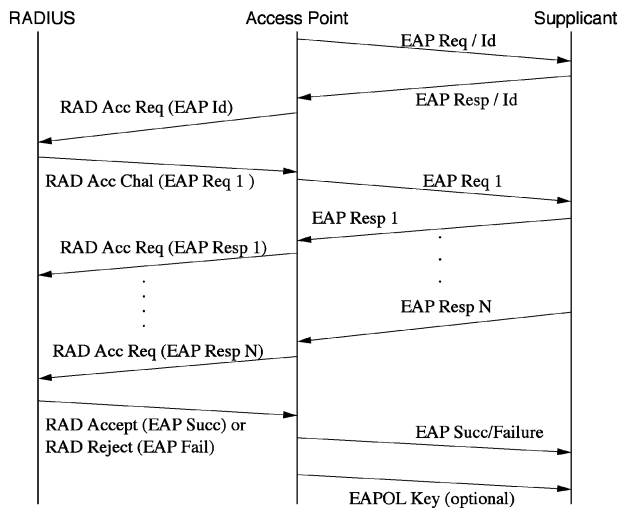 RADIUS
Access Point
Supplicant
EAP Req / Id
EAP Resp / Id
RAD Acc Req (EAP Id)
RAD Acc Chal (EAP Req 1 )
EAP Req 1
EAP Resp 1
RAD Acc Req (EAP Resp 1)
EAP Resp N
RAD Acc Req (EAP Resp N)
RAD Accept (EAP Succ) or
RAD Reject (EAP Fail)
EAP Succ/Failure
EAPOL Key (optional)